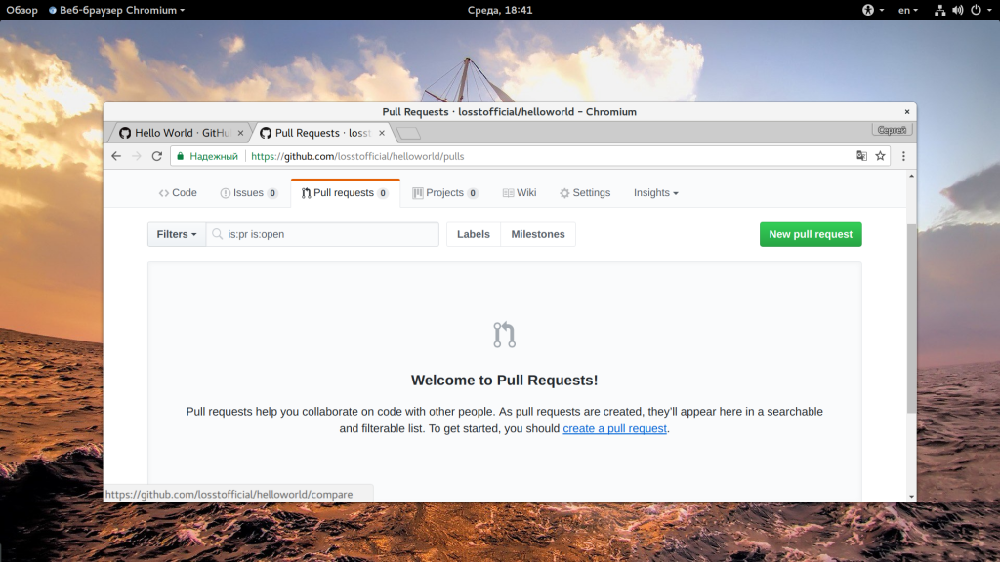 Обзор Веб-браузер Chromium Среда, 18:41 en
Pull Requests · losstofficial/helloworld - Chromium
Hello World · GitHu Pull Requests · losst Сергей
Надежный https://github.com/losstofficial/helloworld/pulls
Code Issues 0 Pull requests 0 Projects 0 Wiki Settings Insights
Filters is:pr is:open Labels Milestones New pull request
Welcome to Pull Requests!
Pull requests help you collaborate on code with other people. As pull requests are created, they'll appear here in a searchable
and filterable list. To get started, you should create a pull request.
https://github.com/losstofficial/helloworld/compare